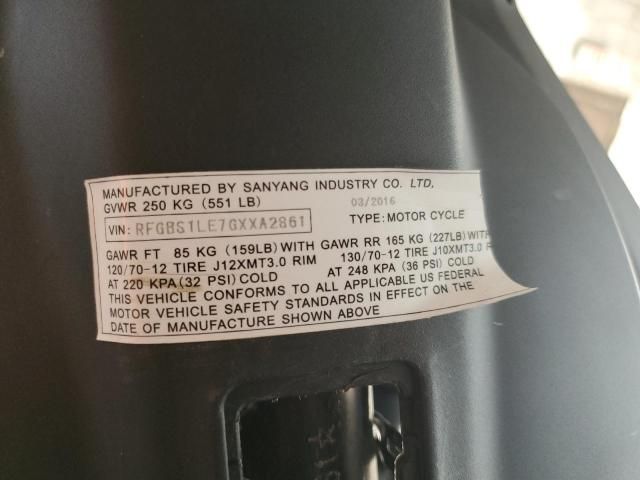 MANUFACTURED BY SANYANG INDUSTRY CO. LTD,
GVWR 250 KG (551 LB) 03/2016
VIN: RFGBS1LE7GXXA2861 TYPE: MOTOR CYCLE
GAWR FT 85 KG (159LB) WITH GAWR RR 165 KG (227LB) WITH
120/70-12 TIRE J12XMT3.0 RIM 130/70-12 TIRE J10XMT3.0 R
AT 220 KPA (32 PSI) COLD AT 248 KPA (36 PSI) COLD
THIS VEHICLE CONFORMS TO ALL APPLICABLE US FEDERAL
MOTOR VEHICLE SAFETY STANDARDS IN EFFECT ON THE
DATE OF MANUFACTURE SHOWN ABOVE